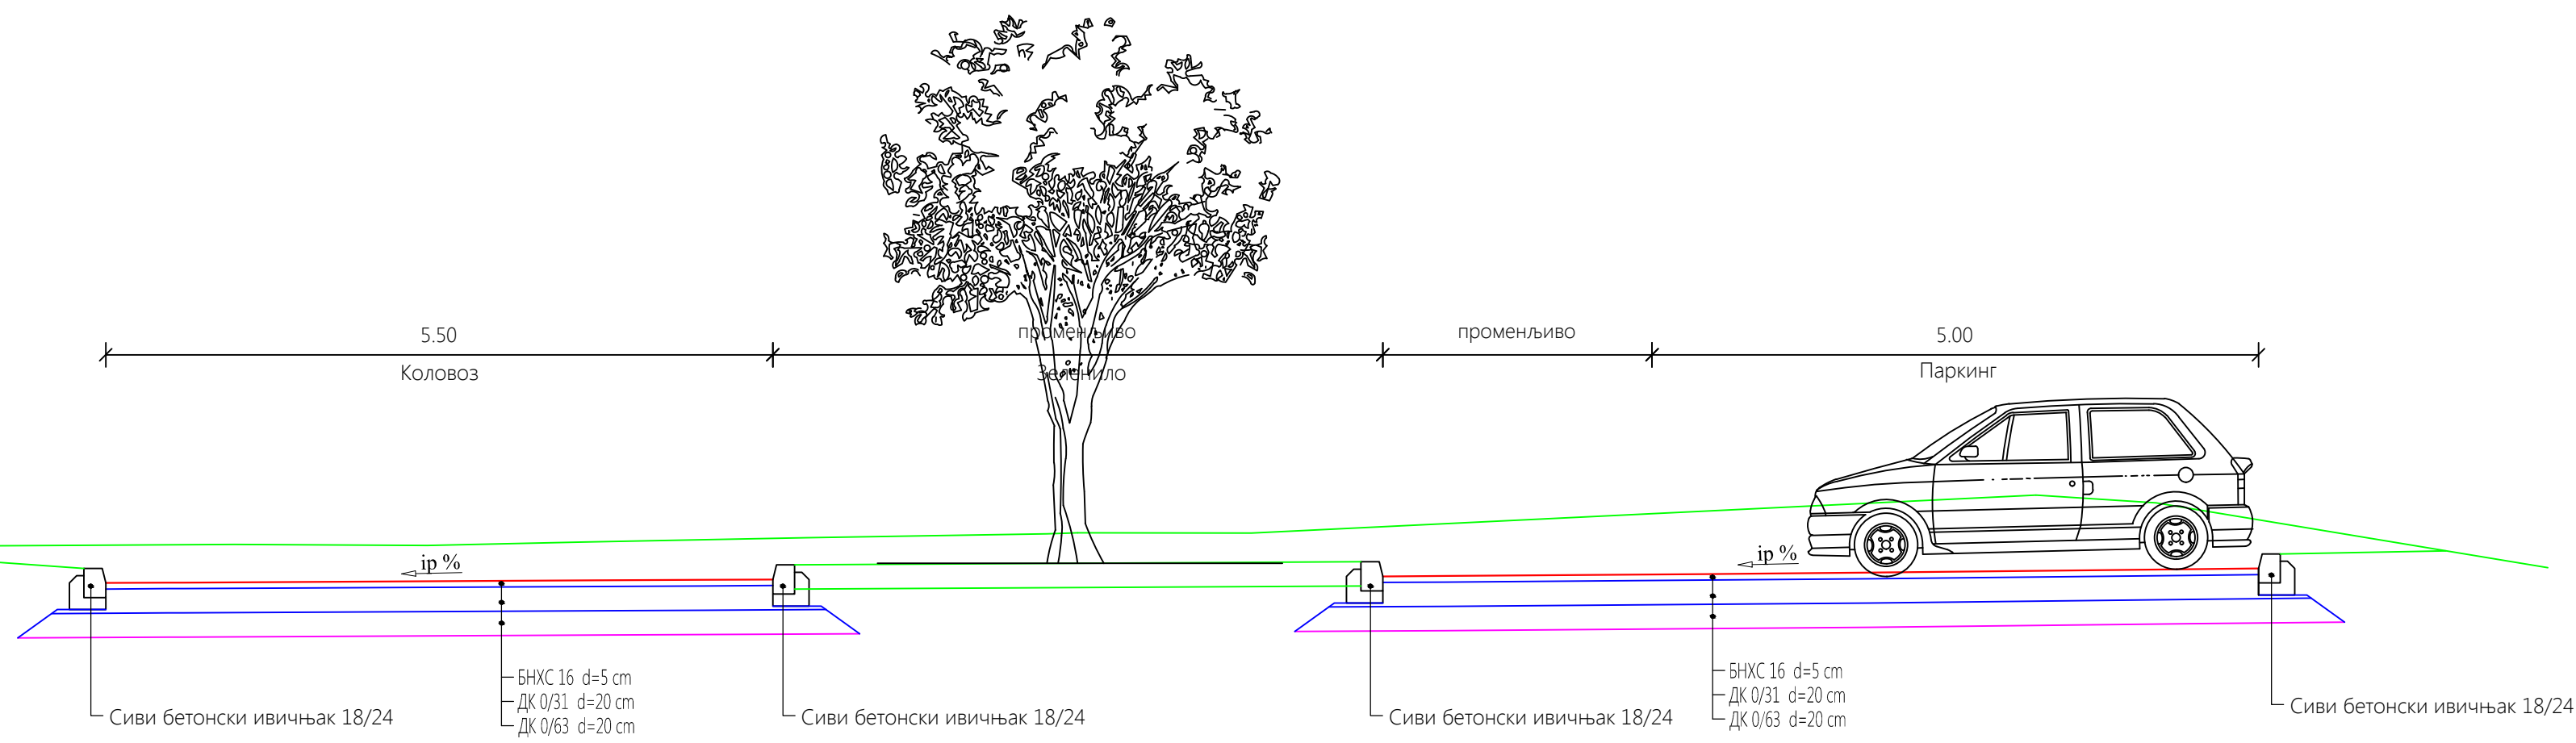 5.50
променљиво
променљиво
5.00
Коловоз
Зеленило
Паркинг
ip %
ip %
БНХС 16 d=5 cm
ДК 0/31 d=20 cm
ДК 0/63 d=20 cm
БНХС 16 d=5 cm
ДК 0/31 d=20 cm
ДК 0/63 d=20 cm
Сиви бетонски ивичњак 18/24
Сиви бетонски ивичњак 18/24
Сиви бетонски ивичњак 18/24
Сиви бетонски ивичњак 18/24